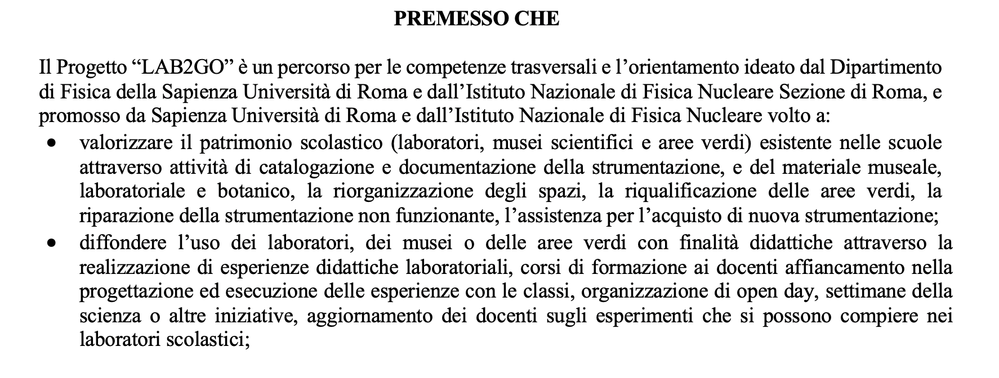 PREMESSO CHE
Il Progetto “LAB2GO” è un percorso per le competenze trasversali e l’orientamento ideato dal Dipartimento
di Fisica della Sapienza Università di Roma e dall’Istituto Nazionale di Fisica Nucleare Sezione di Roma, e
promosso da Sapienza Università di Roma e dall’Istituto Nazionale di Fisica Nucleare volto a:
● valorizzare il patrimonio scolastico (laboratori, musei scientifici e aree verdi) esistente nelle scuole
attraverso attività di catalogazione e documentazione della strumentazione, e del materiale museale,
laboratoriale e botanico, la riorganizzazione degli spazi, la riqualificazione delle aree verdi, la
riparazione della strumentazione non funzionante, l’assistenza per l’acquisto di nuova strumentazione;
● diffondere l’uso dei laboratori, dei musei o delle aree verdi con finalità didattiche attraverso la
realizzazione di esperienze didattiche laboratoriali, corsi di formazione ai docenti affiancamento nella
progettazione ed esecuzione delle esperienze con le classi, organizzazione di open day, settimane della
scienza o altre iniziative, aggiornamento dei docenti sugli esperimenti che si possono compiere nei
laboratori scolastici;